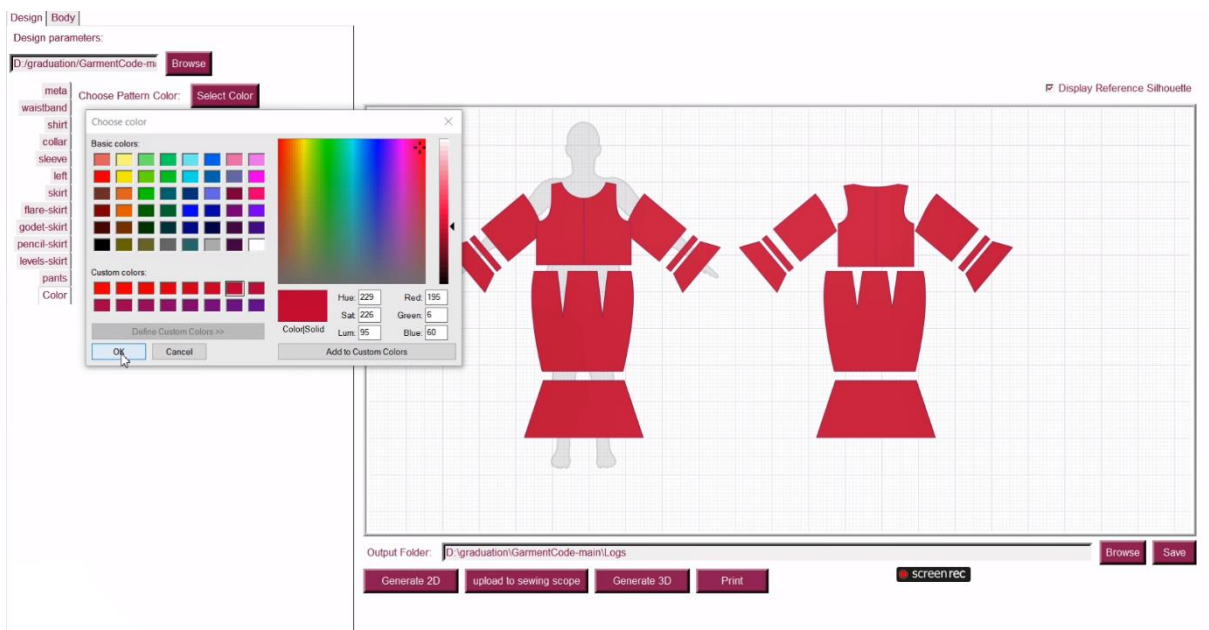 Design Body
Design parameters:
D:/graduation/GarmentCode-m Browse
meta
Choose Pattern Color: Select Color
Display Reference Silhouette
waistband
shirt
collar
sleeve
left
skirt
flare-skirt
godet-skirt
pencil-skirt
levels-skirt
pants
Color
Choose color
Basic colors:
Custom colors:
Define Custom Colors >>
OK Cancel
Color|Solid
Hue: 229 Red: 195
Sat: 226 Green: 6
Lum: 95 Blue: 60
Add to Custom Colors
Output Folder: D:\graduation\GarmentCode-main\Logs Browse Save
Generate 2D upload to sewing scope Generate 3D Print
screenrec